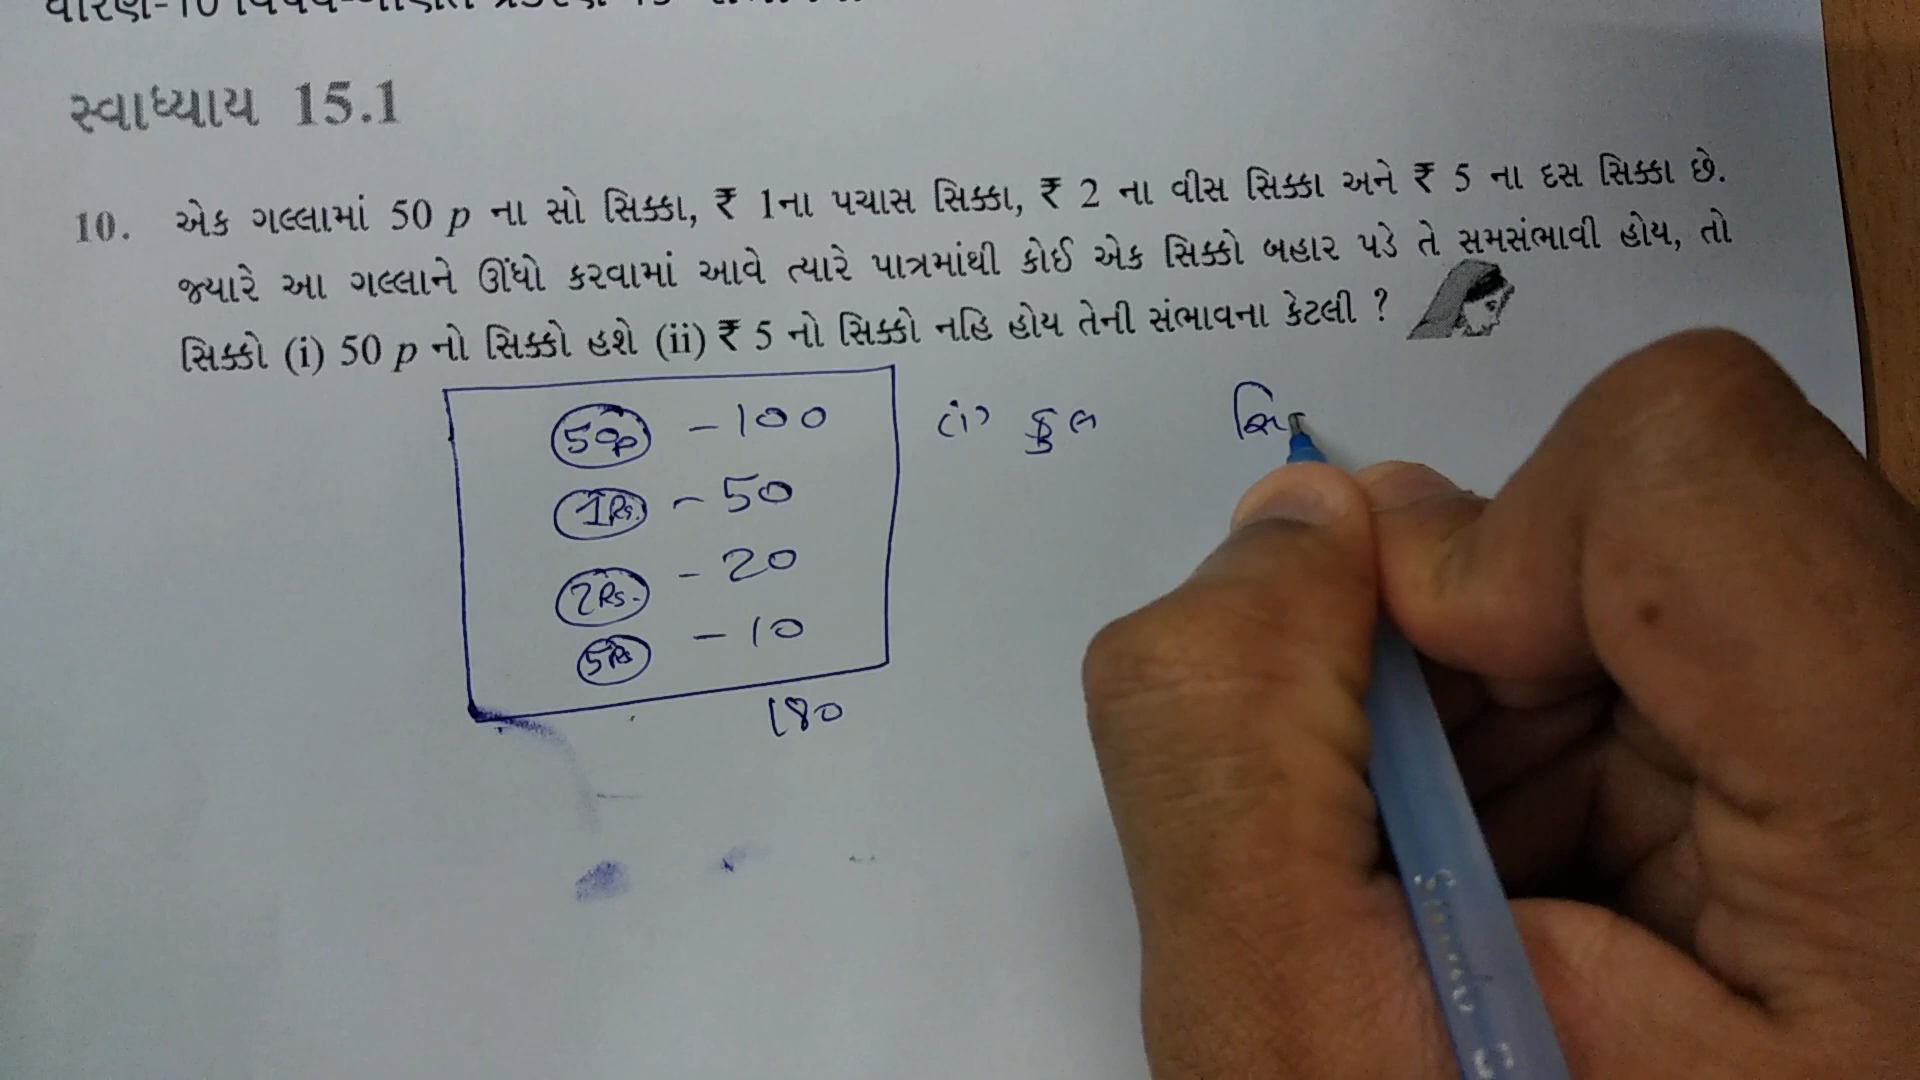 સ્વાધ્યાય 15.1
10. એક ગલ્લામાં 50 p ના સો સિક્કા, ₹ 1ના પચાસ સિક્કા, ₹ 2 ના વીસ સિક્કા અને ₹ 5 ના દસ સિક્કા છે.
જ્યારે આ ગલ્લાને ઊંધો કરવામાં આવે ત્યારે પાત્રમાંથી કોઈ એક સિક્કો બહાર પડે તે સમસંભાવી હોય, તો
સિક્કો (i) 50 p નો સિક્કો હશે (ii) ₹ 5 નો સિક્કો નહિ હોય તેની સંભાવના કેટલી ?
50p - 100
1Rs. - 50
2Rs. - 20
5Rs - 10
180
(i) કુલ